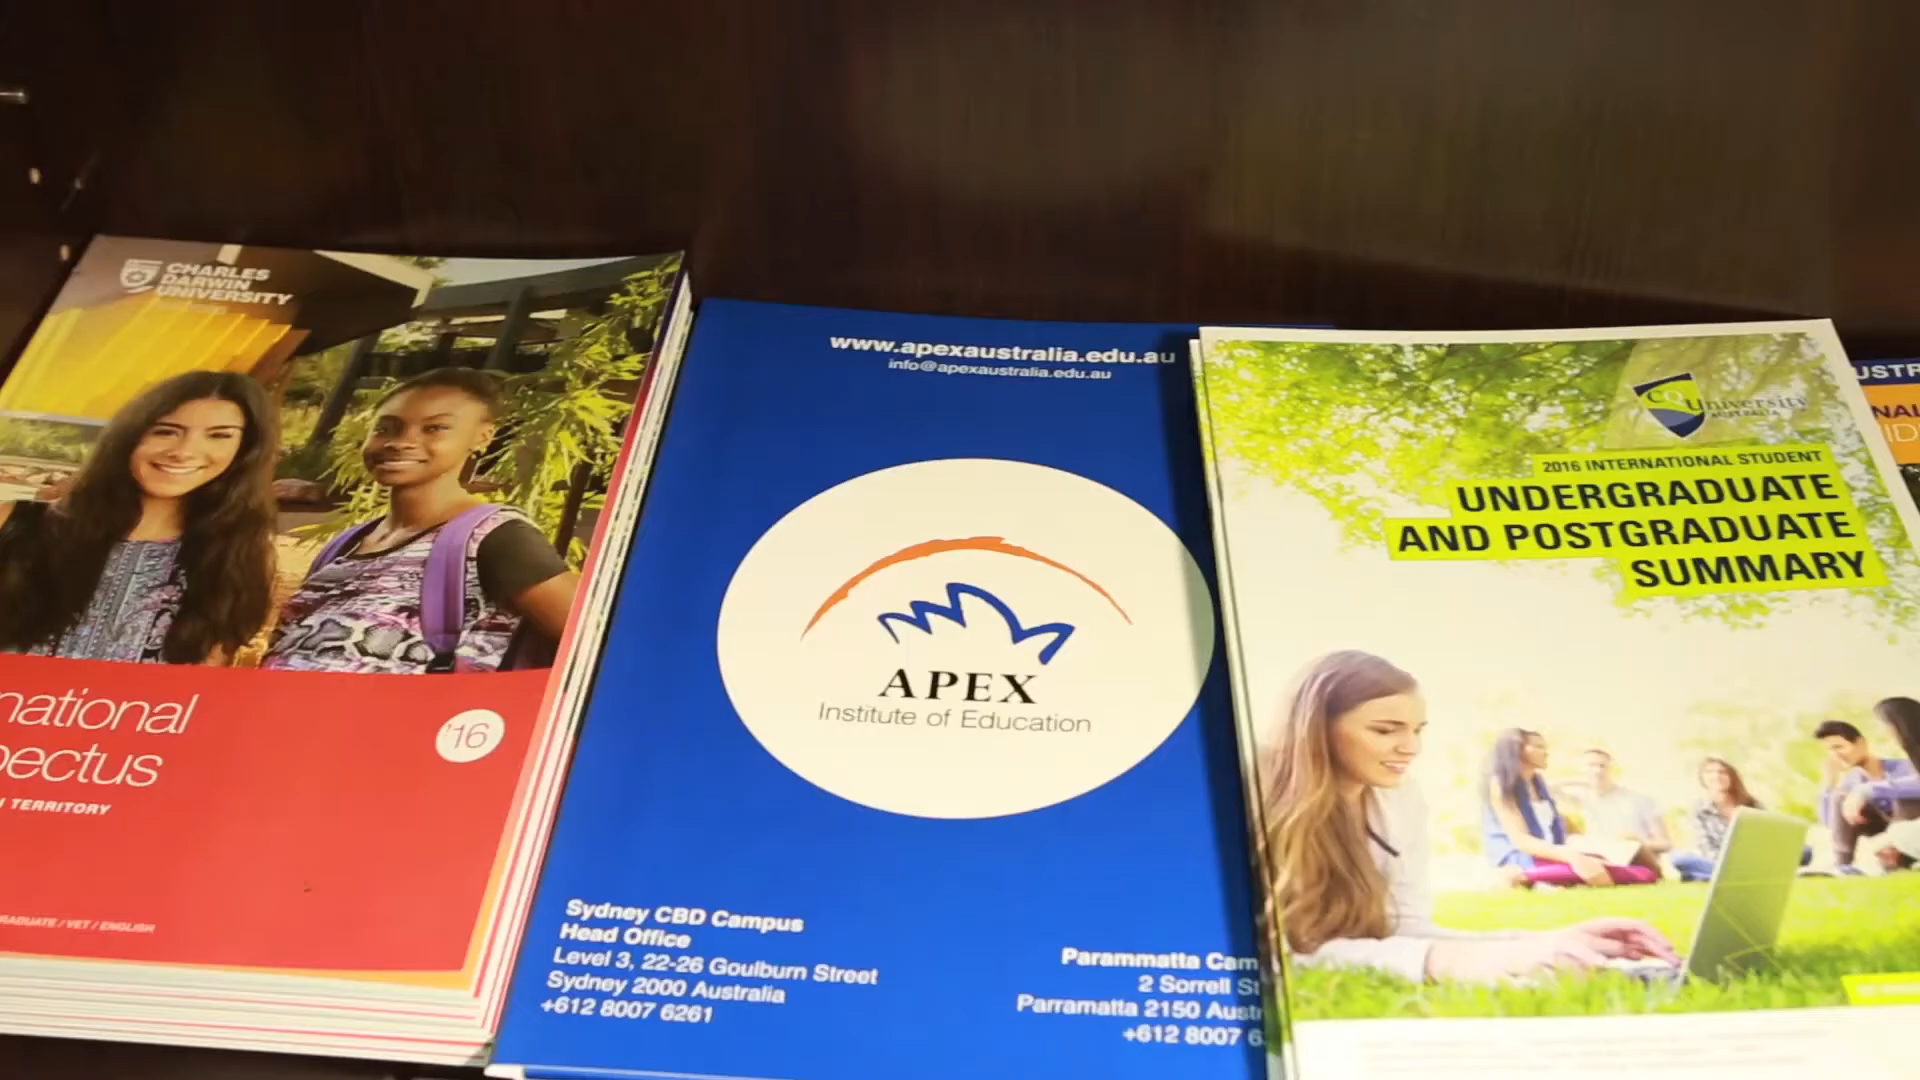 CHARLES
DARWIN
UNIVERSITY
national
pectus
'16
TERRITORY
RADUATE / VET / ENGLISH
www.apexaustralia.edu.au
info@apexaustralia.edu.au
APEX
Institute of Education
Sydney CBD Campus
Head Office
Level 3, 22-26 Goulburn Street
Sydney 2000 Australia
+612 8007 6261
Parammatta Cam
2 Sorrell St
Parramatta 2150 Austr
+612 8007 6
CQUniversity
AUSTRALIA
2016 INTERNATIONAL STUDENT
UNDERGRADUATE
AND POSTGRADUATE
SUMMARY
USTR
NAL
ID